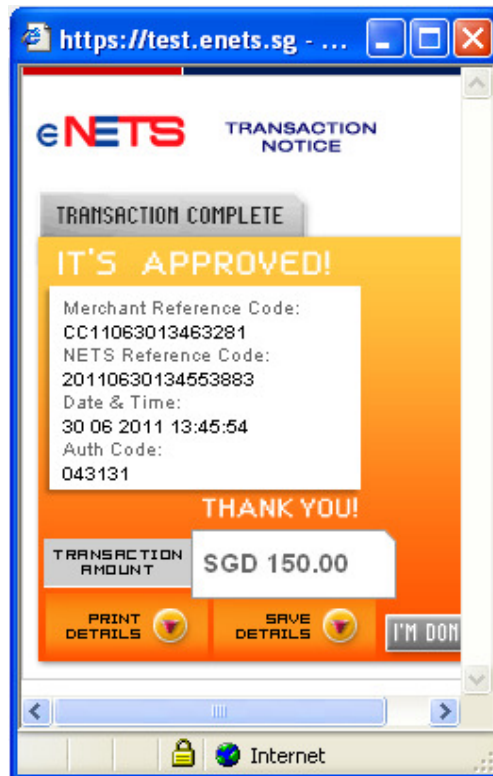 https://test.enets.sg - ...
eNETS
TRANSACTION
NOTICE
TRANSACTION COMPLETE
IT'S APPROVED!
Merchant Reference Code:
CC11063013463281
NETS Reference Code:
20110630134553883
Date & Time:
30 06 2011 13:45:54
Auth Code:
043131
THANK YOU!
TRANSACTION
AMOUNT
SGD 150.00
PRINT
DETAILS
SAVE
DETAILS
I'M DON
Internet